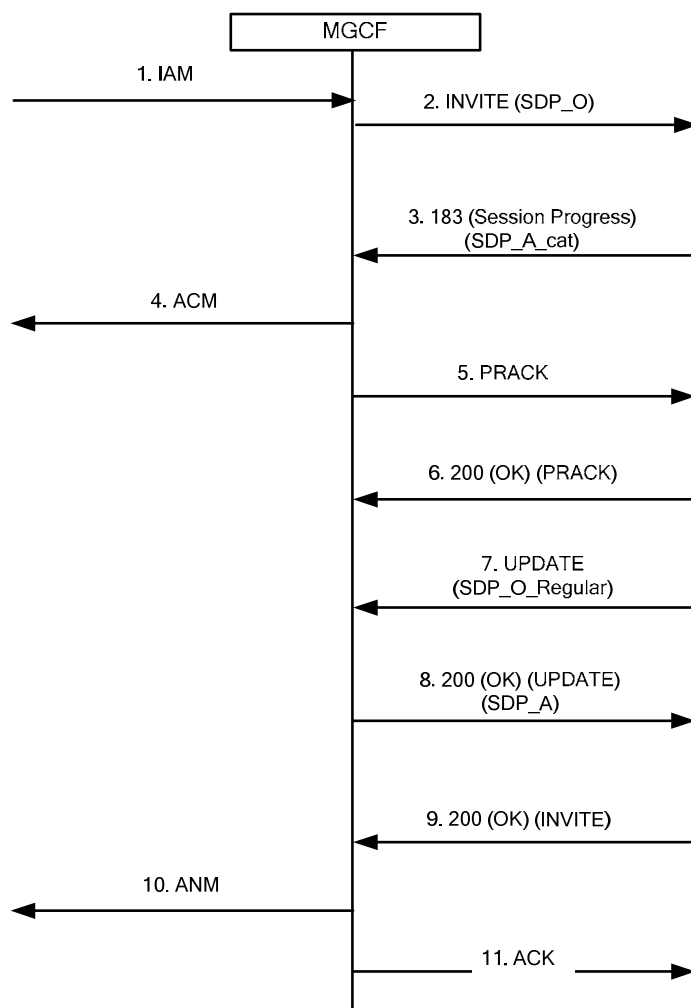 MGCF
1. IAM
2. INVITE (SDP_O)
3. 183 (Session Progress)
(SDP_A_cat)
4. ACM
5. PRACK
6. 200 (OK) (PRACK)
7. UPDATE
(SDP_O_Regular)
8. 200 (OK) (UPDATE)
(SDP_A)
9. 200 (OK) (INVITE)
10. ANM
11. ACK